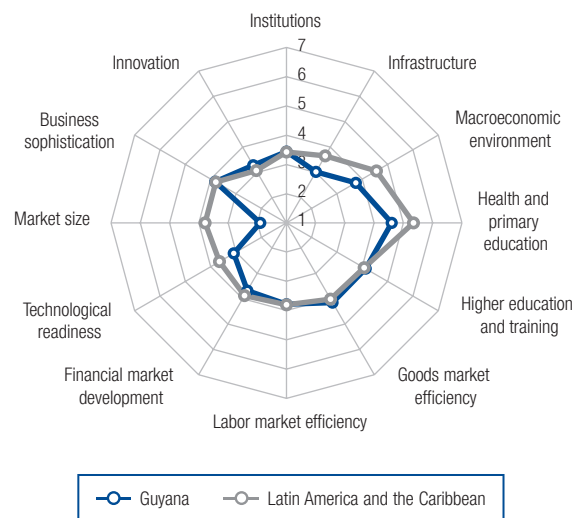 Institutions
Innovation
Infrastructure
Business
sophistication
Macroeconomic
environment
Market size
Health and
primary
education
Technological
readiness
Higher education
and training
Financial market
development
Goods market
efficiency
Labor market efficiency
7
6
5
4
3
2
1
Guyana
Latin America and the Caribbean